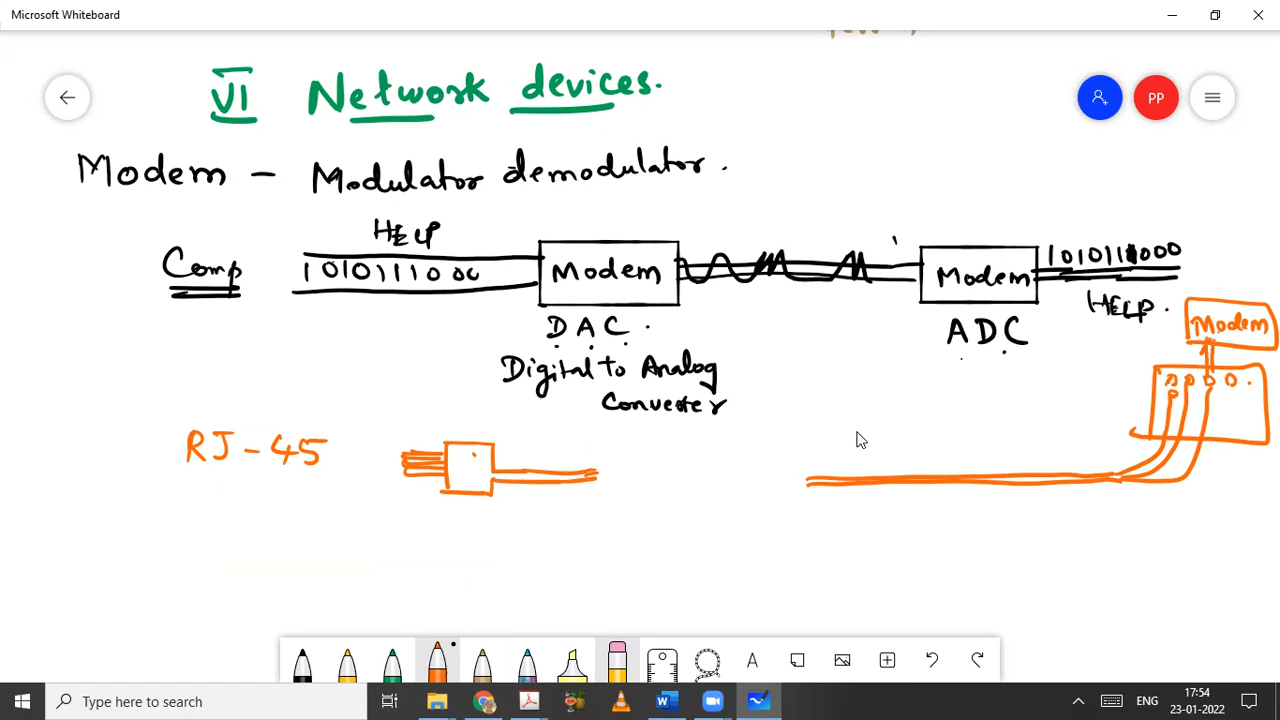 Microsoft Whiteboard
VI Network devices.
PP
Modem - Modulator demodulator.
HELP
Comp 1010111000 Modem Modem 1010111000
HELP.
DAC. ADC
Modem
Digital to Analog
Converter
RJ-45
A
Type here to search
W
ENG
17:54
23-01-2022